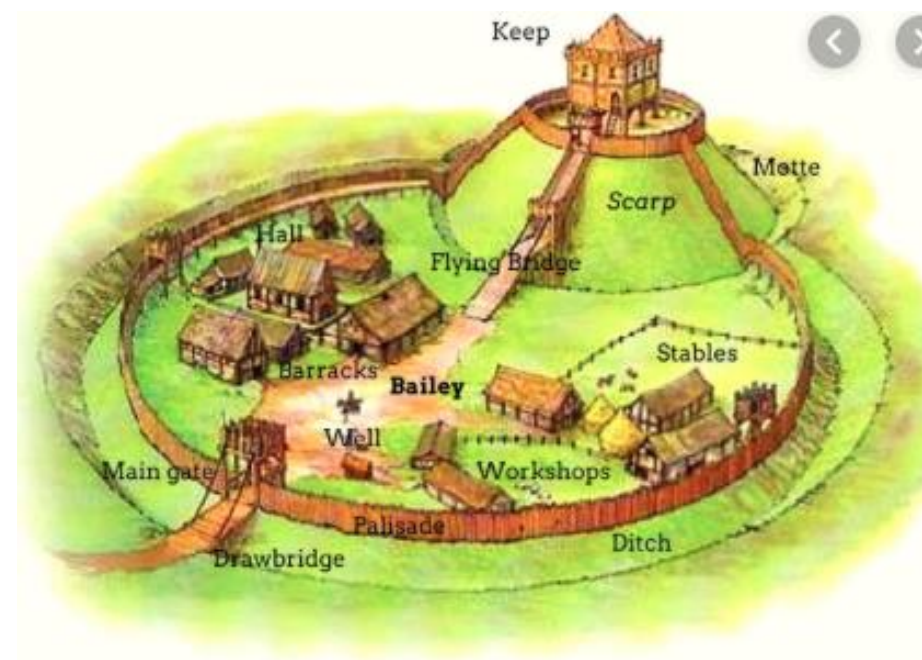 Keep
Motte
Scarp
Hall
Flying Bridge
Stables
Barracks
Bailey
Well
Main gate
Workshops
Palisade
Ditch
Drawbridge